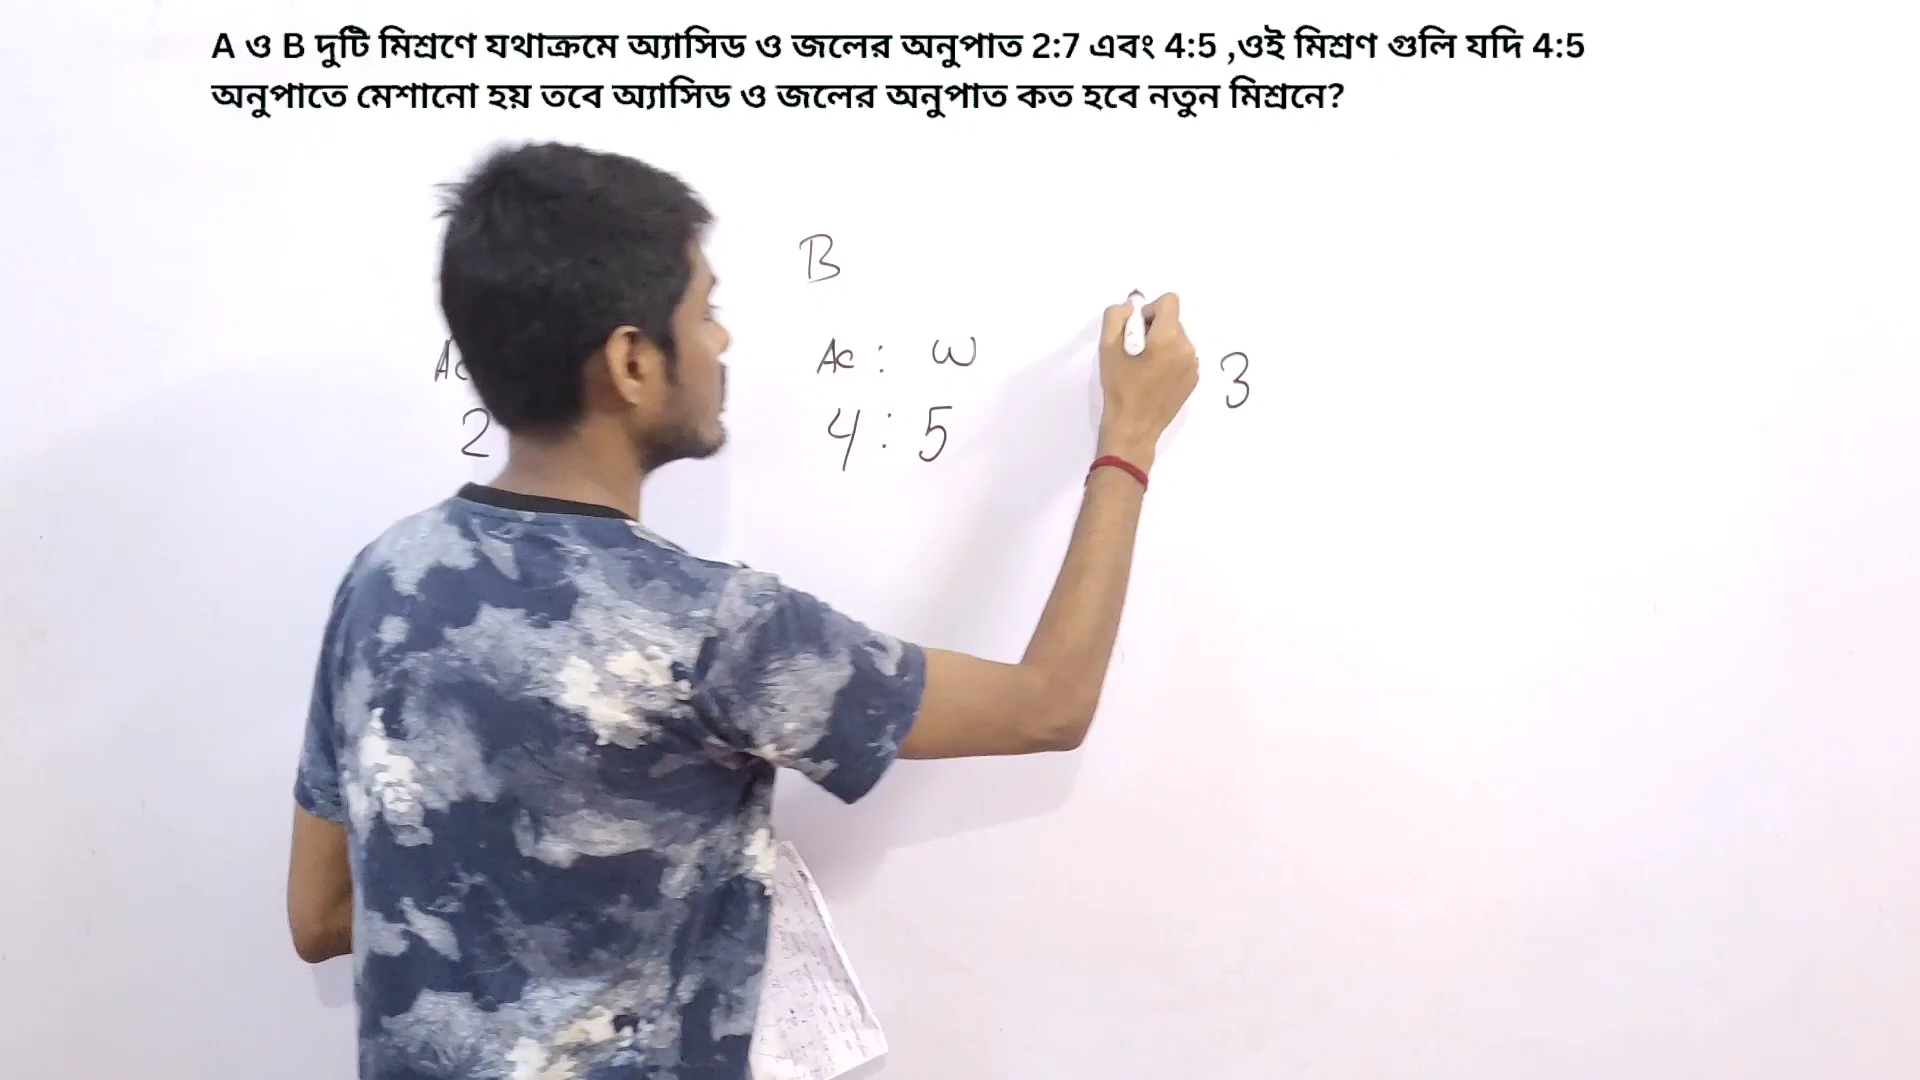 A ও B দুটি মিশ্রণে যথাক্রমে অ্যাসিড ও জলের অনুপাত 2:7 এবং 4:5 ,ওই মিশ্রণ গুলি যদি 4:5
অনুপাতে মেশানো হয় তবে অ্যাসিড ও জলের অনুপাত কত হবে নতুন মিশ্রনে?
B
Ac Ac : W
3
2 4 : 5